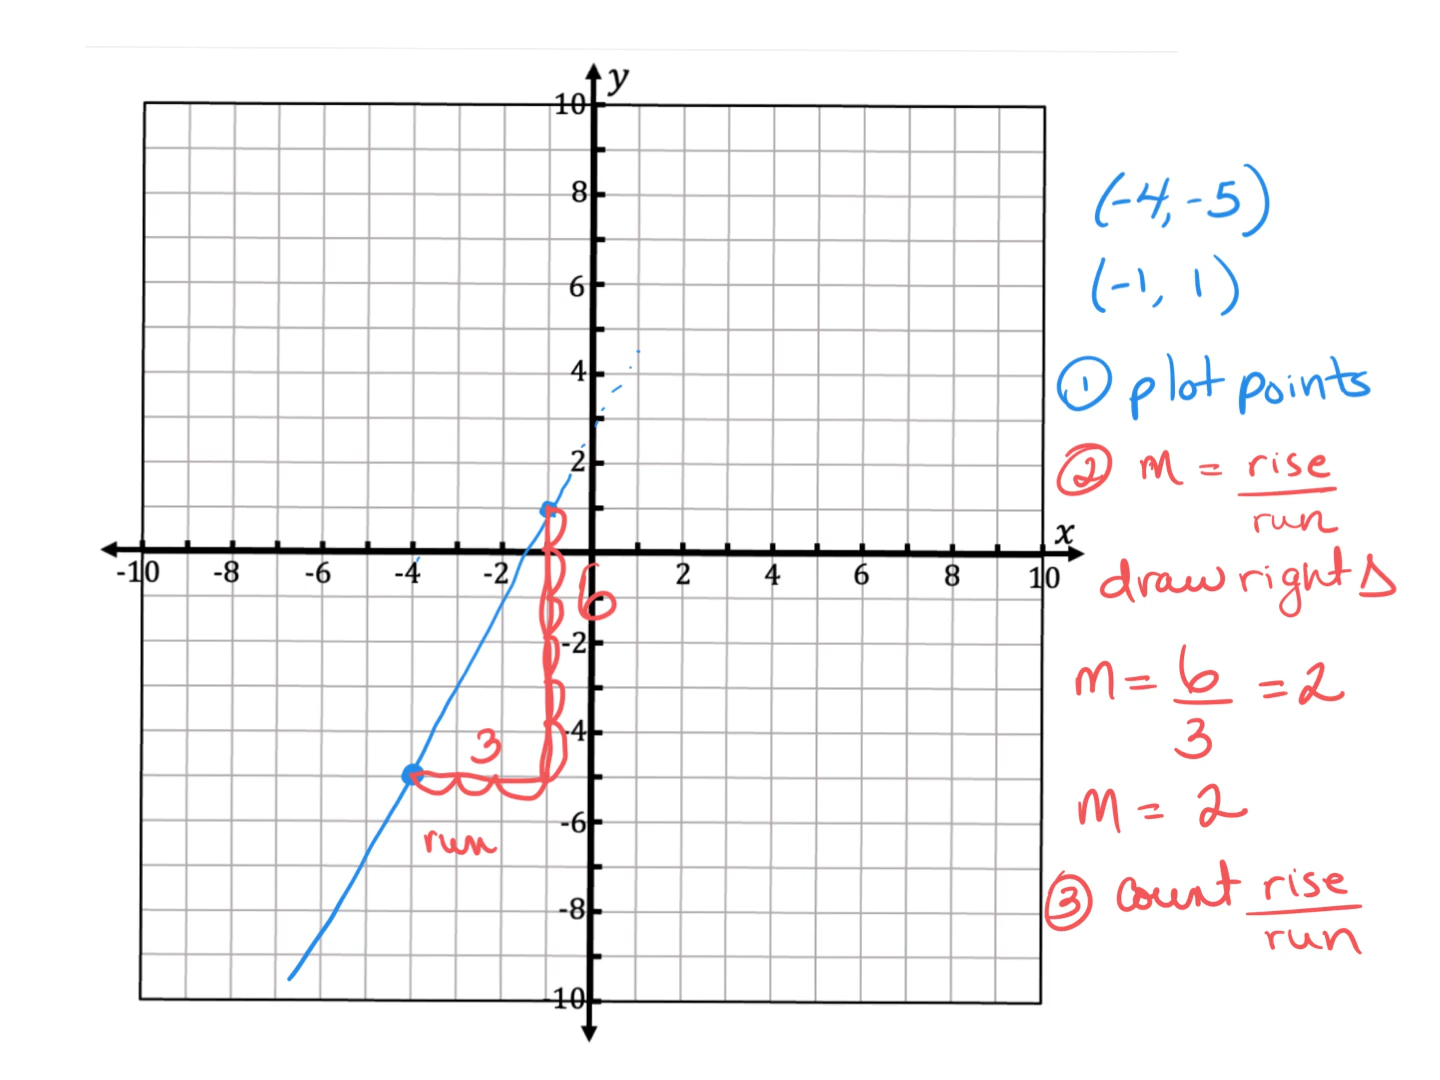 y
10
8
6
4
2
x
-10 -8 -6 -4 -2 2 4 6 8 10
-2
-4
-6
-8
-10
6
3
run
(-4, -5)
(-1, 1)
① plot points
② m = rise
run
draw right Δ
m = 6 = 2
3
m = 2
③ count rise
run